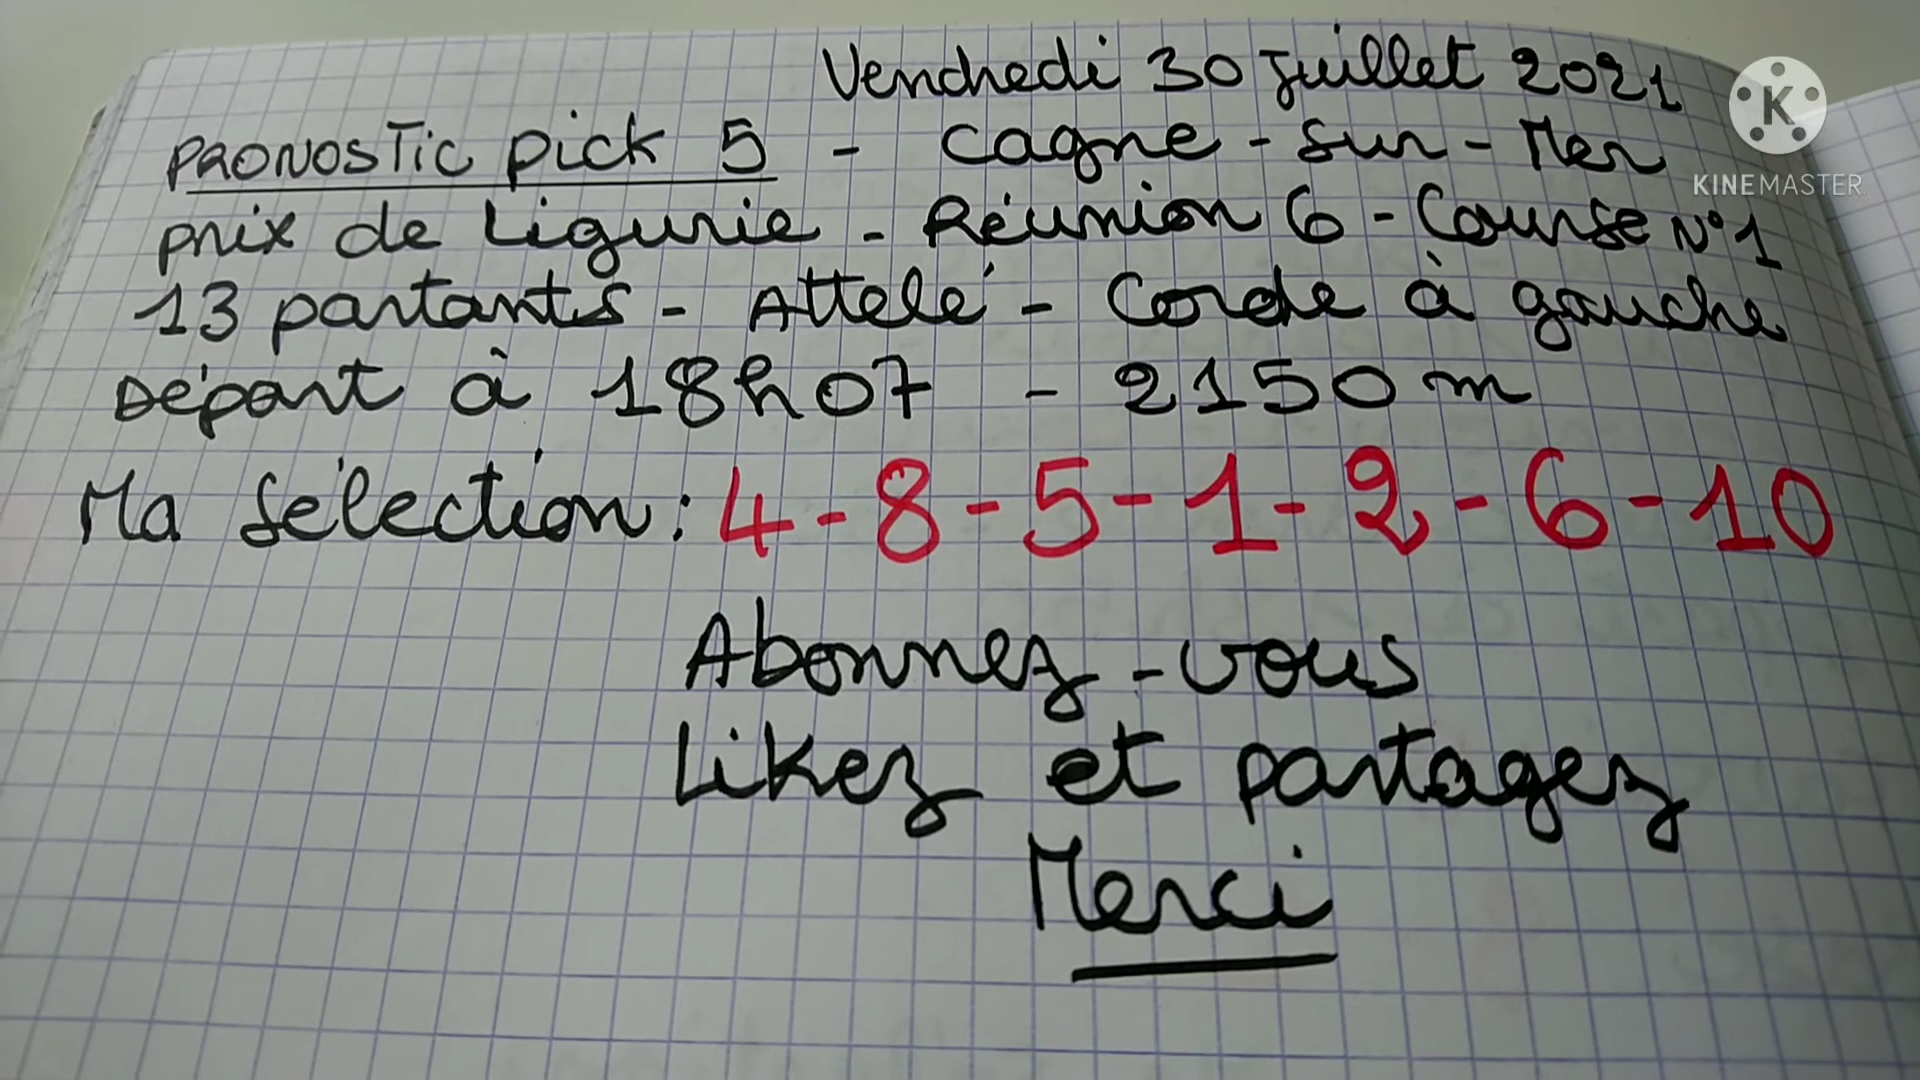 Vendredi 30 Juillet 2021
PRONOSTIC PICK 5 - Cagne-sur-Mer
prix de Ligurie - Réunion 6 - Course N°1
13 partants - Attelé - Corde à gauche
Départ à 18h07 - 2150 m
Ma sélection: 4-8-5-1-2-6-10
Abonnez-vous
Likez et partagez
Merci
K
KINEMASTER